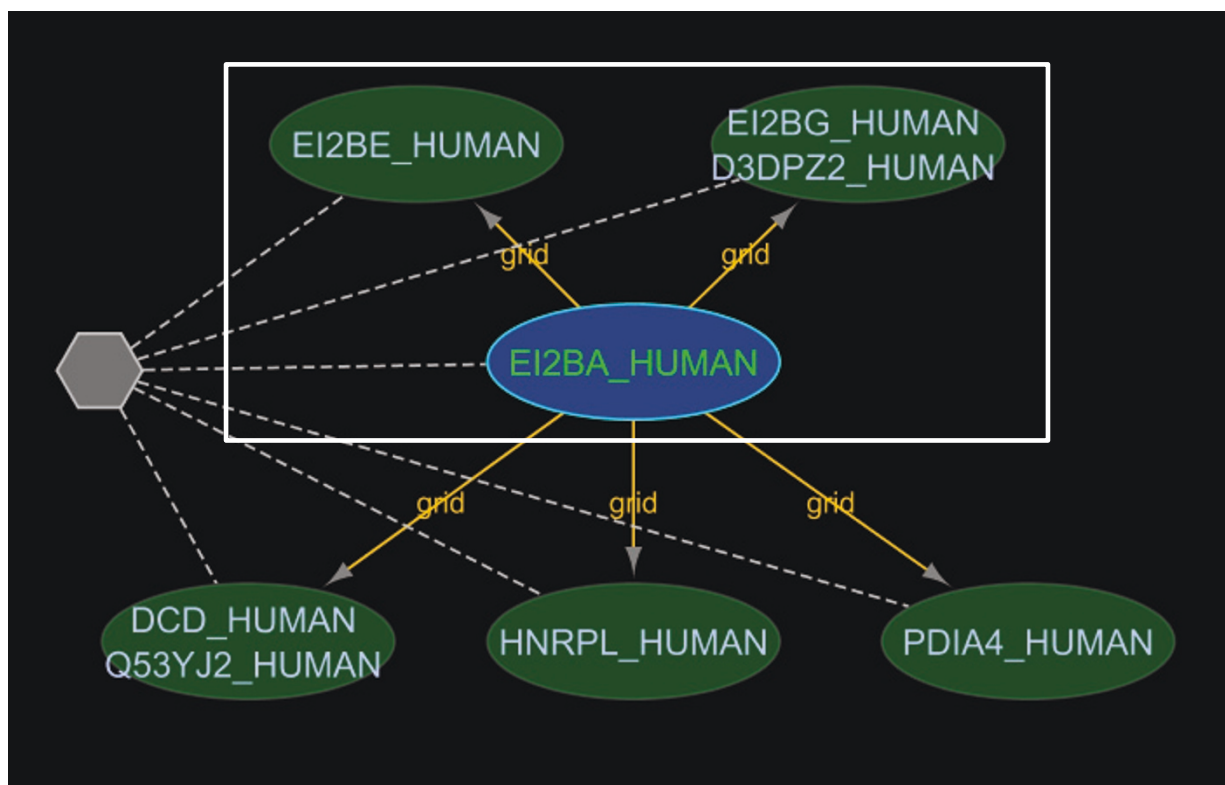 EI2BE_HUMAN
EI2BG_HUMAN
D3DPZ2_HUMAN
grid
grid
EI2BA_HUMAN
grid
grid
grid
DCD_HUMAN
Q53YJ2_HUMAN
HNRPL_HUMAN
PDIA4_HUMAN